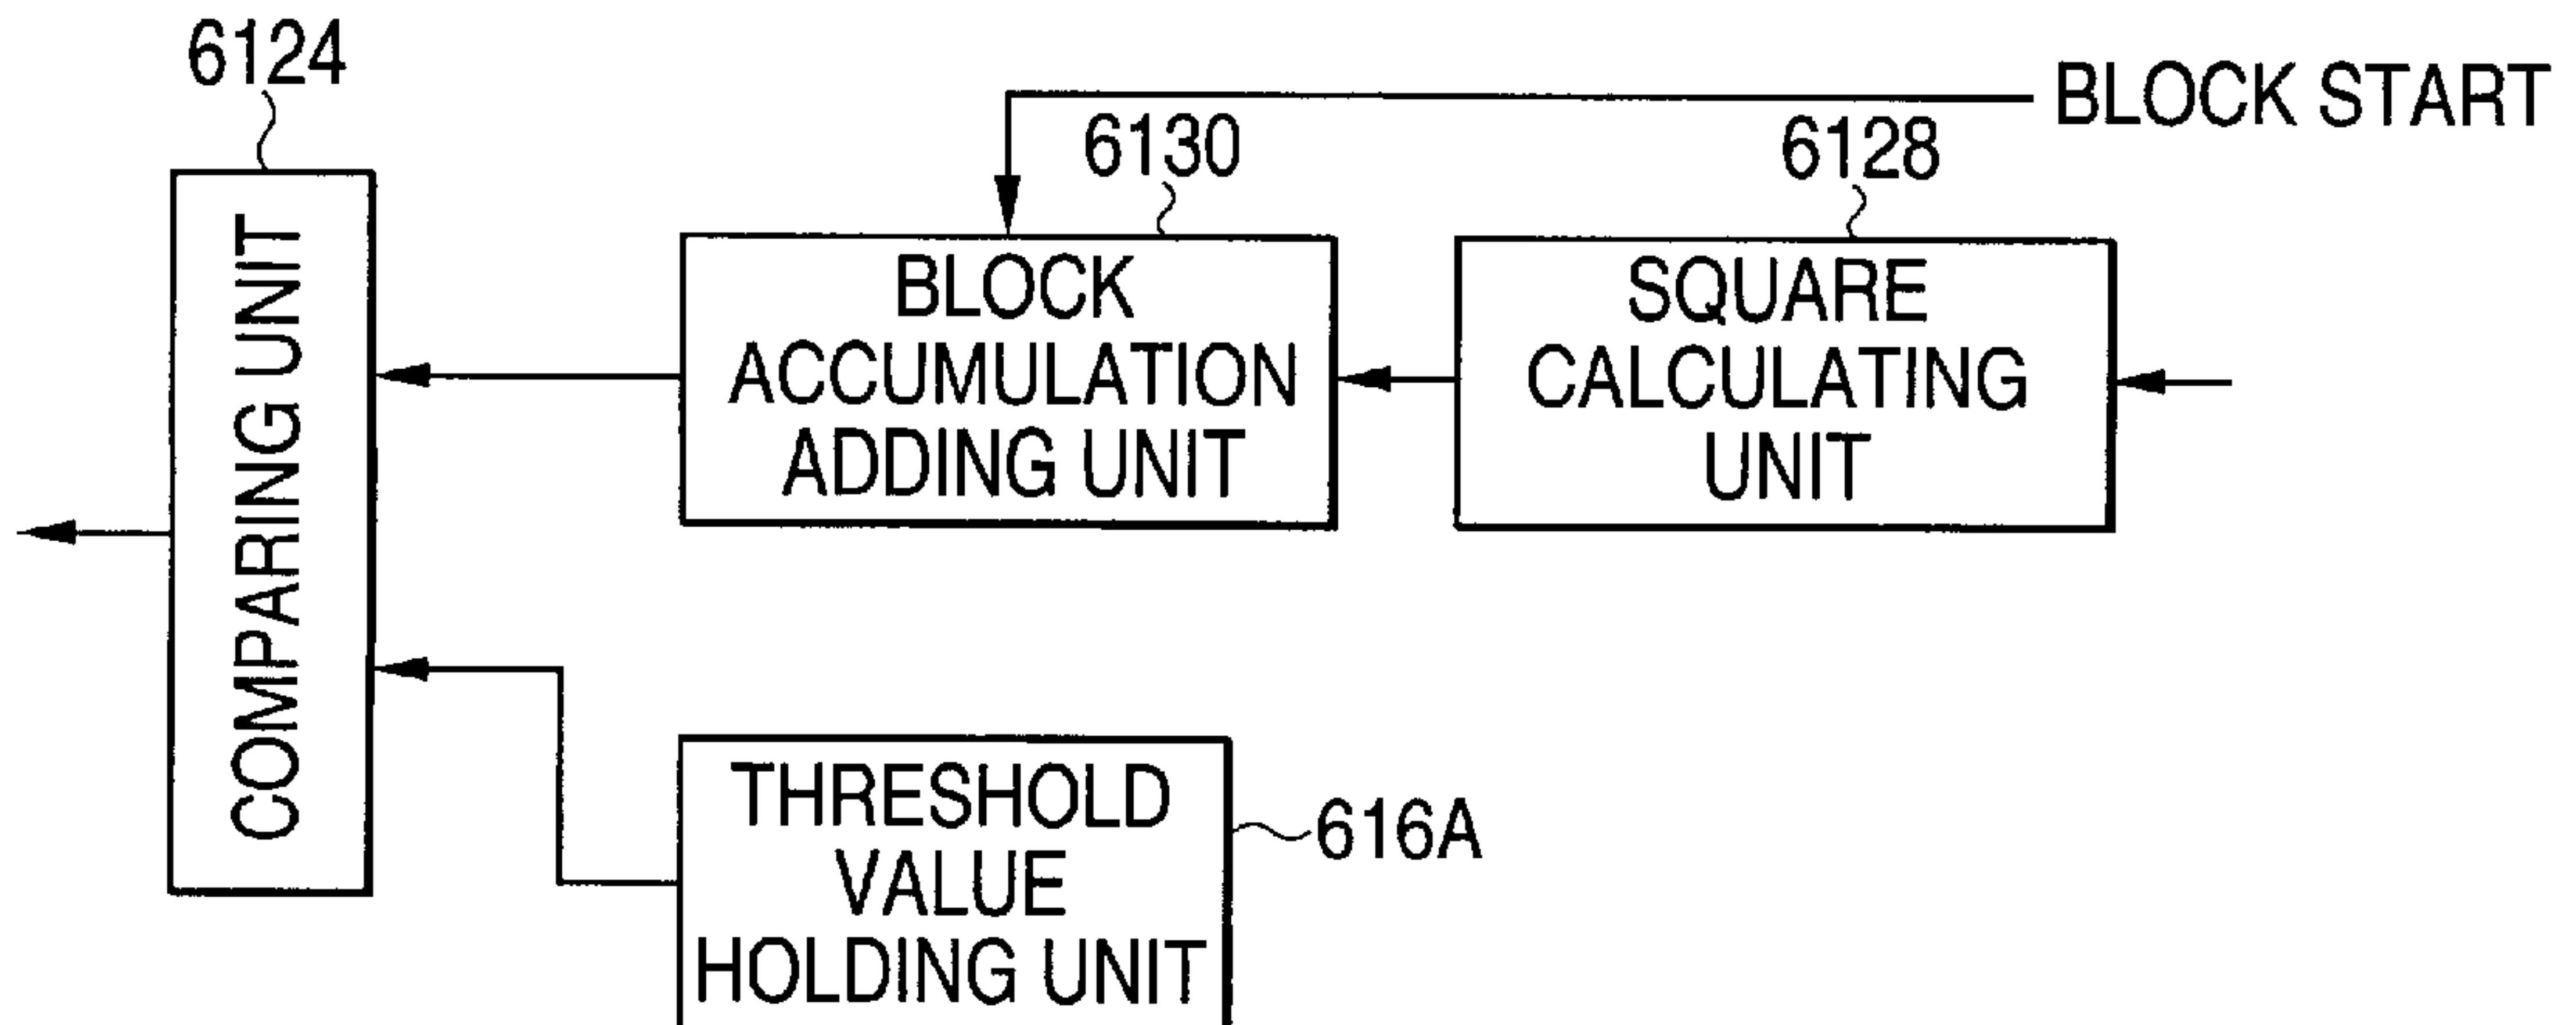 6124
BLOCK START
6130
6128
COMPARING UNIT
BLOCK
ACCUMULATION
ADDING UNIT
SQUARE
CALCULATING
UNIT
THRESHOLD
VALUE
HOLDING UNIT
616A